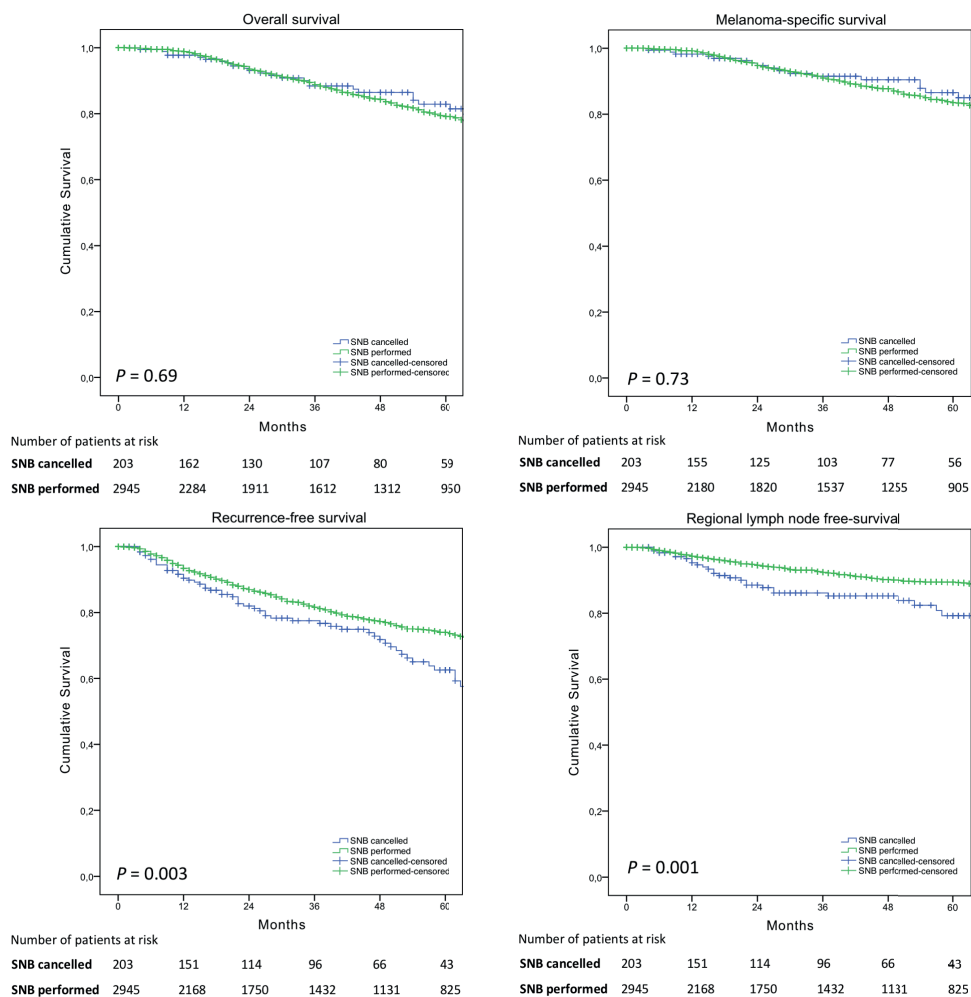 Overall survival
1,0
0,8
0,6
0,4
0,2
0,0
Cumulative Survival
SNB cancelled
SNB performed
SNB cancelled-censored
SNB performed-censored
P = 0.69
0 12 24 36 48 60
Months
Number of patients at risk
SNB cancelled 203 162 130 107 80 59
SNB performed 2945 2284 1911 1612 1312 950
Melanoma-specific survival
1,0
0,8
0,6
0,4
0,2
0,0
Cumulative Survival
SNB cancelled
SNB performed
SNB cancelled-censored
SNB performed-censored
P = 0.73
0 12 24 36 48 60
Months
Number of patients at risk
SNB cancelled 203 155 125 103 77 56
SNB performed 2945 2180 1820 1537 1255 905
Recurrence-free survival
1,0
0,8
0,6
0,4
0,2
0,0
Cumulative Survival
SNB cancelled
SNB performed
SNB cancelled-censored
SNB performed-censored
P = 0.003
0 12 24 36 48 60
Months
Number of patients at risk
SNB cancelled 203 151 114 96 66 43
SNB performed 2945 2168 1750 1432 1131 825
Regional lymph node free-survival
1,0
0,8
0,6
0,4
0,2
0,0
Cumulative Survival
SNB cancelled
SNB performed
SNB cancelled-censored
SNB performed-censored
P = 0.001
0 12 24 36 48 60
Months
Number of patients at risk
SNB cancelled 203 151 114 96 66 43
SNB performed 2945 2168 1750 1432 1131 825